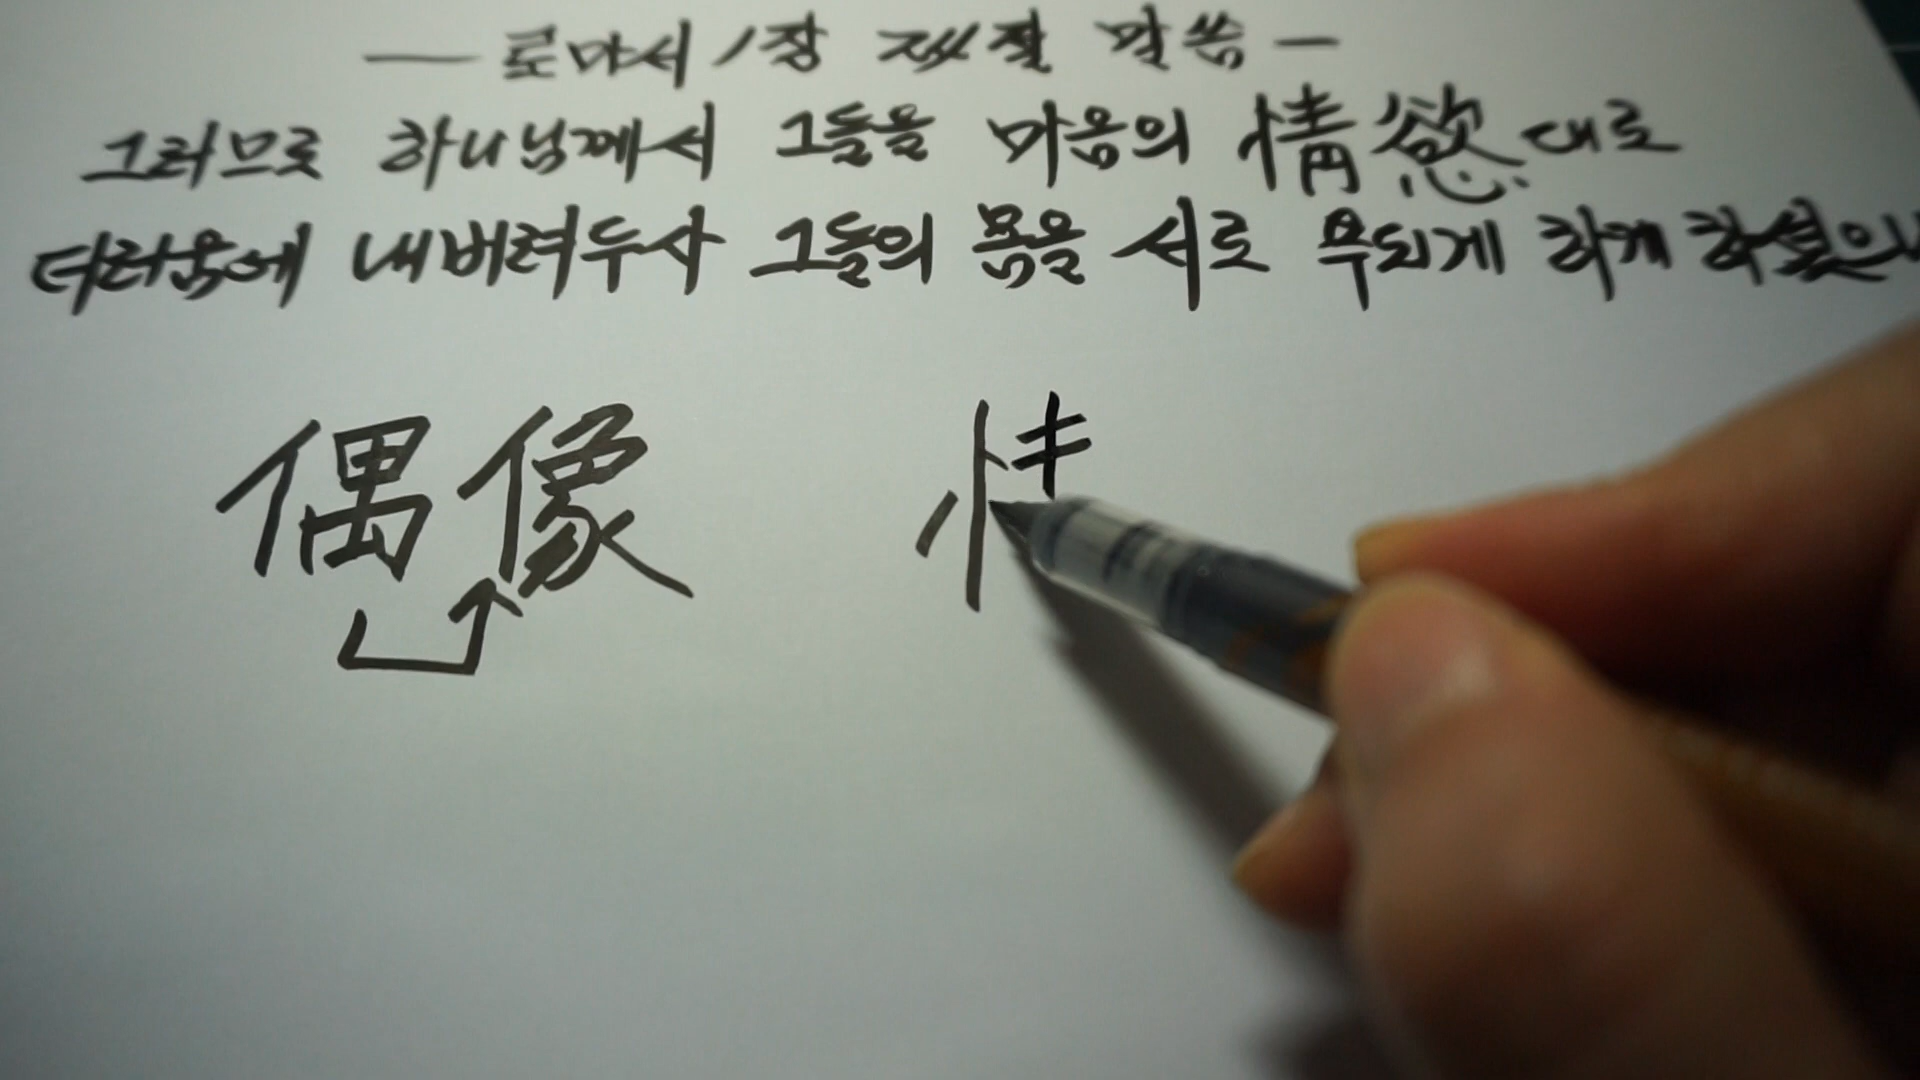 — 로마서 1장 24절 말씀 —
그러므로 하나님께서 그들을 마음의 情慾대로
더러움에 내버려두사 그들의 몸을 서로 욕되게 하게 하셨으니
偶像